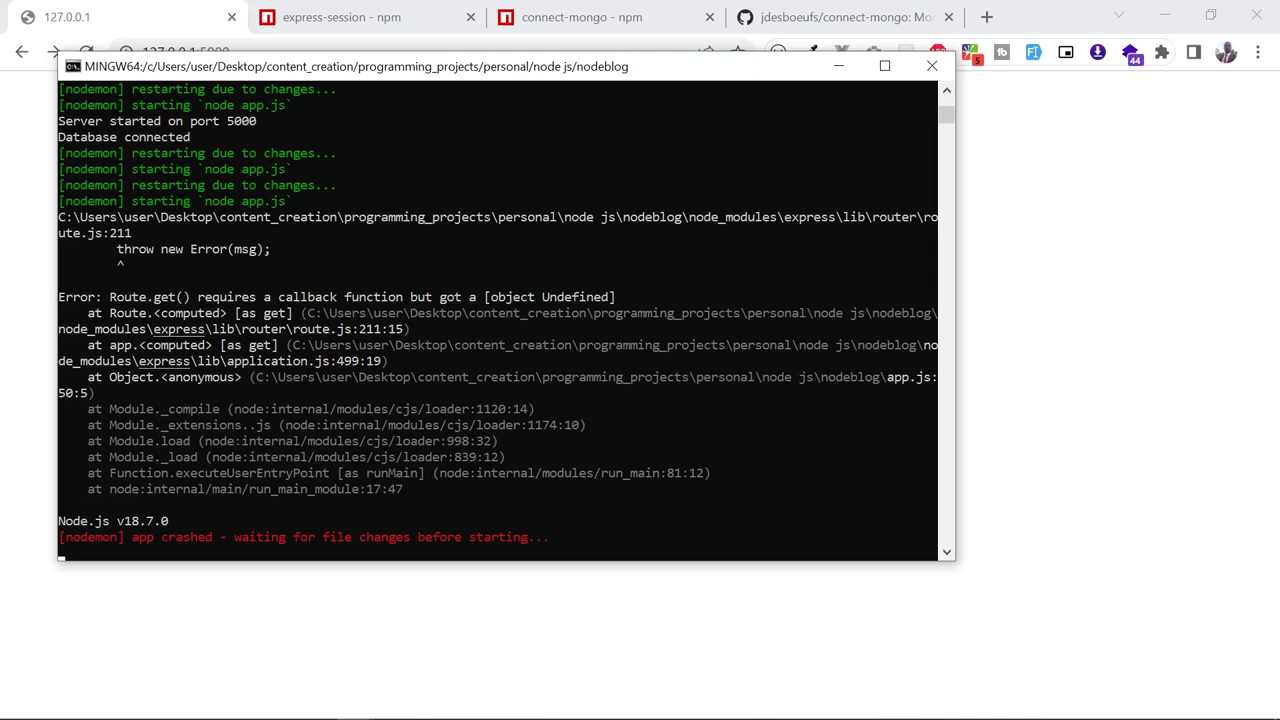 127.0.0.1
express-session - npm
connect-mongo - npm
jdesboeufs/connect-mongo: Mo
127.0.0.1:5000
5
44
MINGW64:/c/Users/user/Desktop/content_creation/programming_projects/personal/node js/nodeblog
[nodemon] restarting due to changes...
[nodemon] starting `node app.js`
Server started on port 5000
Database connected
[nodemon] restarting due to changes...
[nodemon] starting `node app.js`
[nodemon] restarting due to changes...
[nodemon] starting `node app.js`
C:\Users\user\Desktop\content_creation\programming_projects\personal\node js\nodeblog\node_modules\express\lib\router\ro
ute.js:211
throw new Error(msg);
^
Error: Route.get() requires a callback function but got a [object Undefined]
at Route.<computed> [as get] (C:\Users\user\Desktop\content_creation\programming_projects\personal\node js\nodeblog\
node_modules\express\lib\router\route.js:211:15)
at app.<computed> [as get] (C:\Users\user\Desktop\content_creation\programming_projects\personal\node js\nodeblog\no
de_modules\express\lib\application.js:499:19)
at Object.<anonymous> (C:\Users\user\Desktop\content_creation\programming_projects\personal\node js\nodeblog\app.js:
50:5)
at Module._compile (node:internal/modules/cjs/loader:1120:14)
at Module._extensions..js (node:internal/modules/cjs/loader:1174:10)
at Module.load (node:internal/modules/cjs/loader:998:32)
at Module._load (node:internal/modules/cjs/loader:839:12)
at Function.executeUserEntryPoint [as runMain] (node:internal/modules/run_main:81:12)
at node:internal/main/run_main_module:17:47
Node.js v18.7.0
[nodemon] app crashed - waiting for file changes before starting...